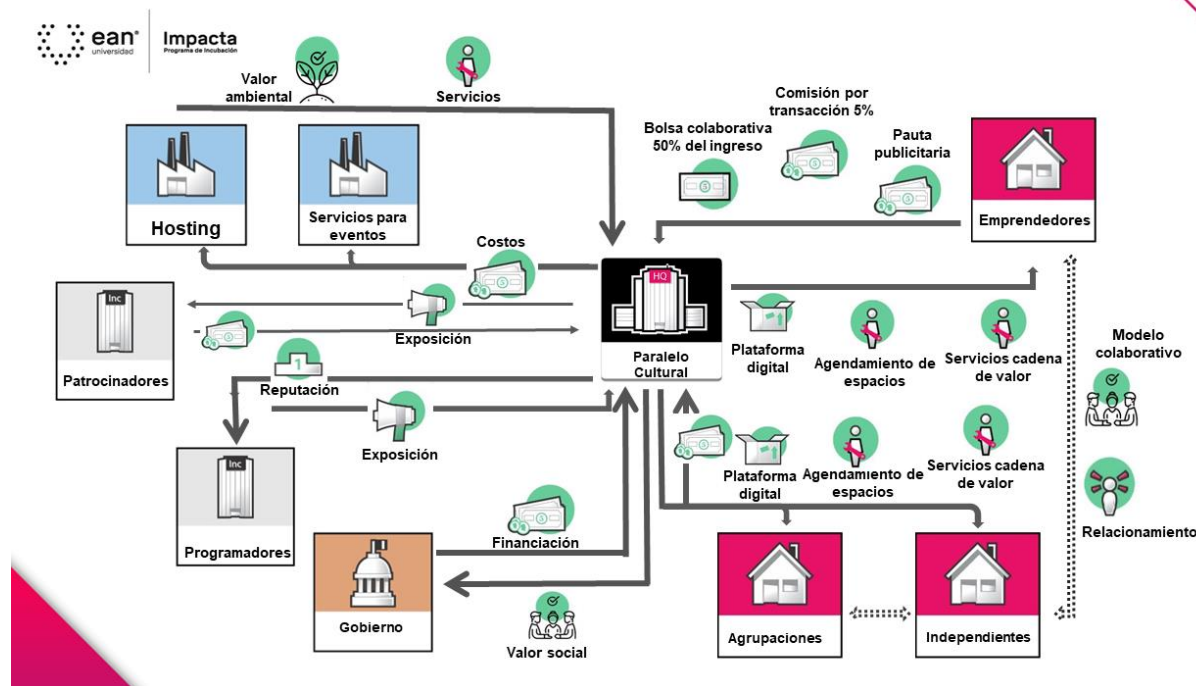 ean®
universidad
Impacta
Programa de Incubación
Valor
ambiental
Servicios
Comisión por
transacción 5%
Bolsa colaborativa
50% del ingreso
Pauta
publicitaria
Hosting
Servicios para
eventos
Emprendedores
Costos
HQ
Inc
Exposición
Paralelo
Cultural
Plataforma
digital
Agendamiento de
espacios
Servicios cadena
de valor
Modelo
colaborativo
Patrocinadores
1
Reputación
Exposición
Inc
Plataforma
digital
Agendamiento de
espacios
Servicios cadena
de valor
Programadores
Financiación
Relacionamiento
Gobierno
Valor social
Agrupaciones
Independientes